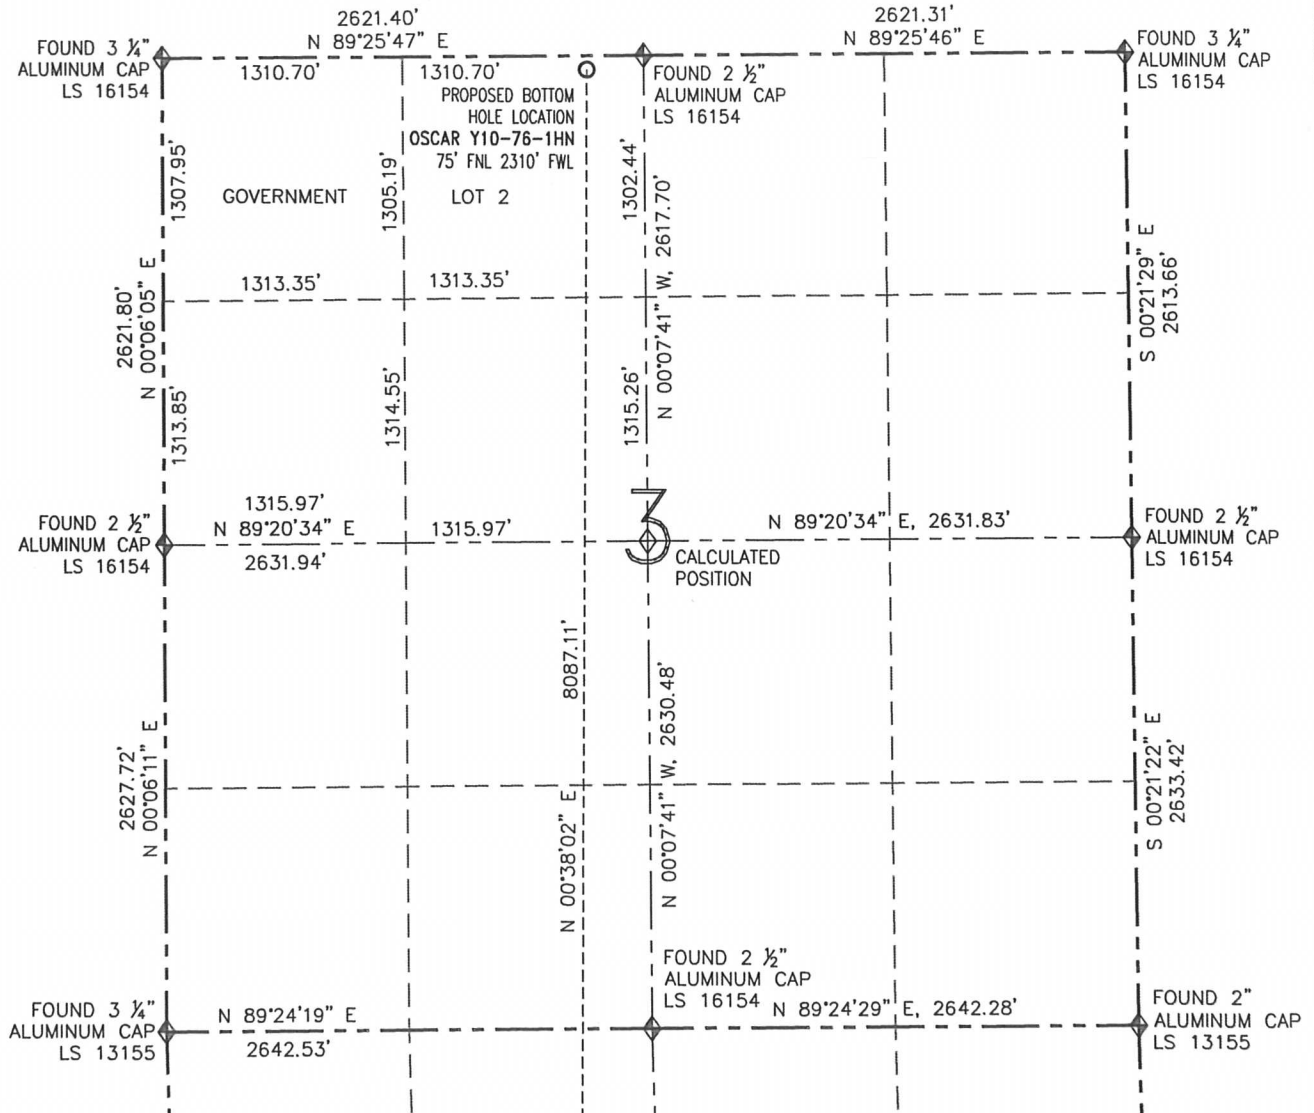 2621.40'
N 89°25'47" E
1310.70'
1310.70'
2621.31'
N 89°25'46" E
FOUND 3 ¼"
ALUMINUM CAP
LS 16154
FOUND 2 ½"
ALUMINUM CAP
LS 16154
FOUND 3 ¼"
ALUMINUM CAP
LS 16154
PROPOSED BOTTOM
HOLE LOCATION
OSCAR Y10-76-1HN
75' FNL 2310' FWL
1307.95'
GOVERNMENT
1305.19'
LOT 2
1302.44'
N 00°07'41" W, 2617.70'
1313.35'
1313.35'
2621.80'
N 00°06'05" E
S 00°21'29" E
2613.66'
1313.85'
1314.55'
1315.26'
FOUND 2 ½"
ALUMINUM CAP
LS 16154
1315.97'
N 89°20'34" E
2631.94'
1315.97'
3
CALCULATED
POSITION
N 89°20'34" E, 2631.83'
FOUND 2 ½"
ALUMINUM CAP
LS 16154
8087.11'
N 00°38'02" E
N 00°07'41" W, 2630.48'
2627.72'
N 00°06'11" E
S 00°21'22" E
2633.42'
FOUND 3 ¼"
ALUMINUM CAP
LS 13155
N 89°24'19" E
2642.53'
FOUND 2 ½"
ALUMINUM CAP
LS 16154
N 89°24'29" E, 2642.28'
FOUND 2"
ALUMINUM CAP
LS 13155